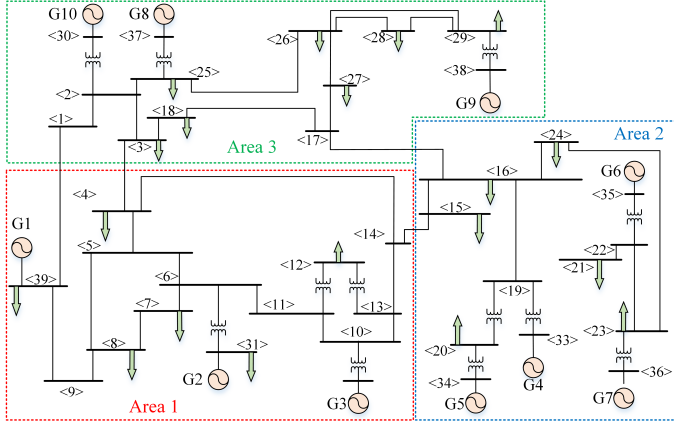 G10 G8
<30> <37> <26> <28> <29>
<25> <38>
<2> <27>
<18> G9
<1> <24> Area 2
<3> Area 3 <17> <16> G6
<4> <15> <35>
G1 <14>
<5> <12> <22>
<39> <6> <21>
<7> <11> <13> <19>
<8> <31> <10> <20> <33> <23>
<9> G2 <34> G4 <36>
Area 1 G3 G5 G7